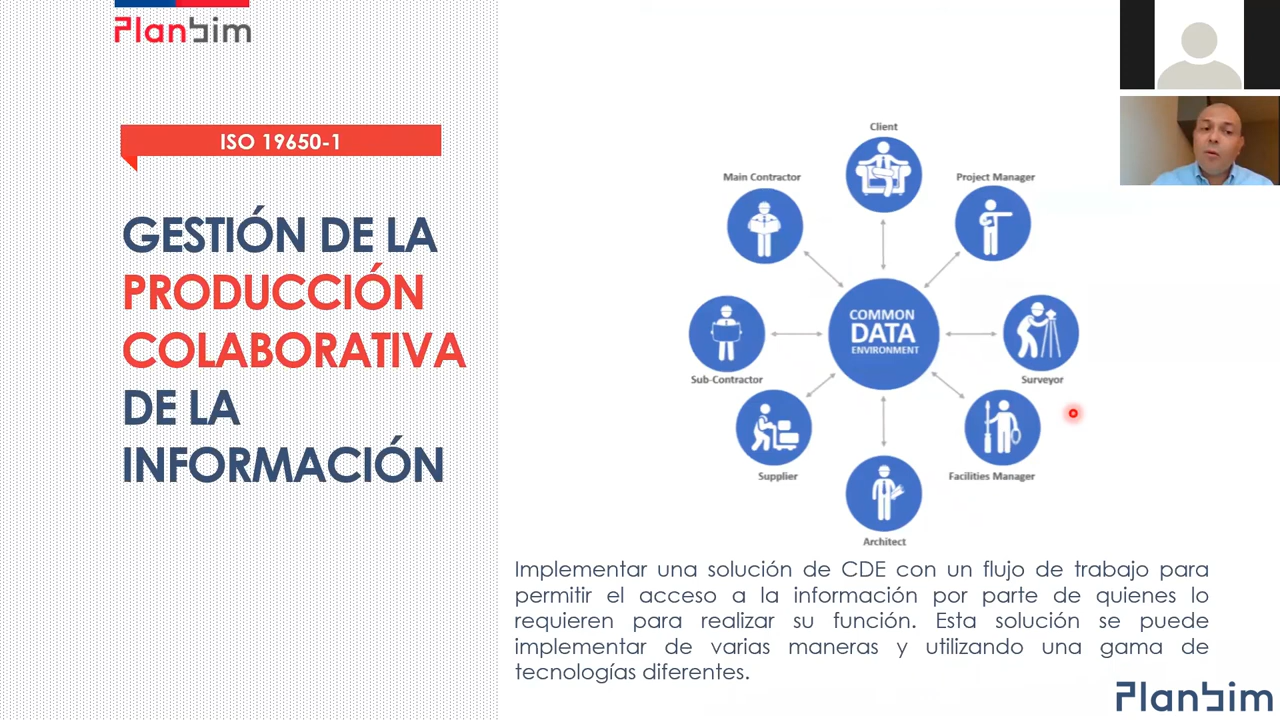 Planbim
ISO 19650-1
GESTIÓN DE LA
PRODUCCIÓN
COLABORATIVA
DE LA
INFORMACIÓN
Client
Main Contractor
Project Manager
COMMON
DATA
ENVIRONMENT
Sub-Contractor
Surveyor
Supplier
Facilities Manager
Architect
Implementar una solución de CDE con un flujo de trabajo para
permitir el acceso a la información por parte de quienes lo
requieren para realizar su función. Esta solución se puede
implementar de varias maneras y utilizando una gama de
tecnologías diferentes.
Planbim